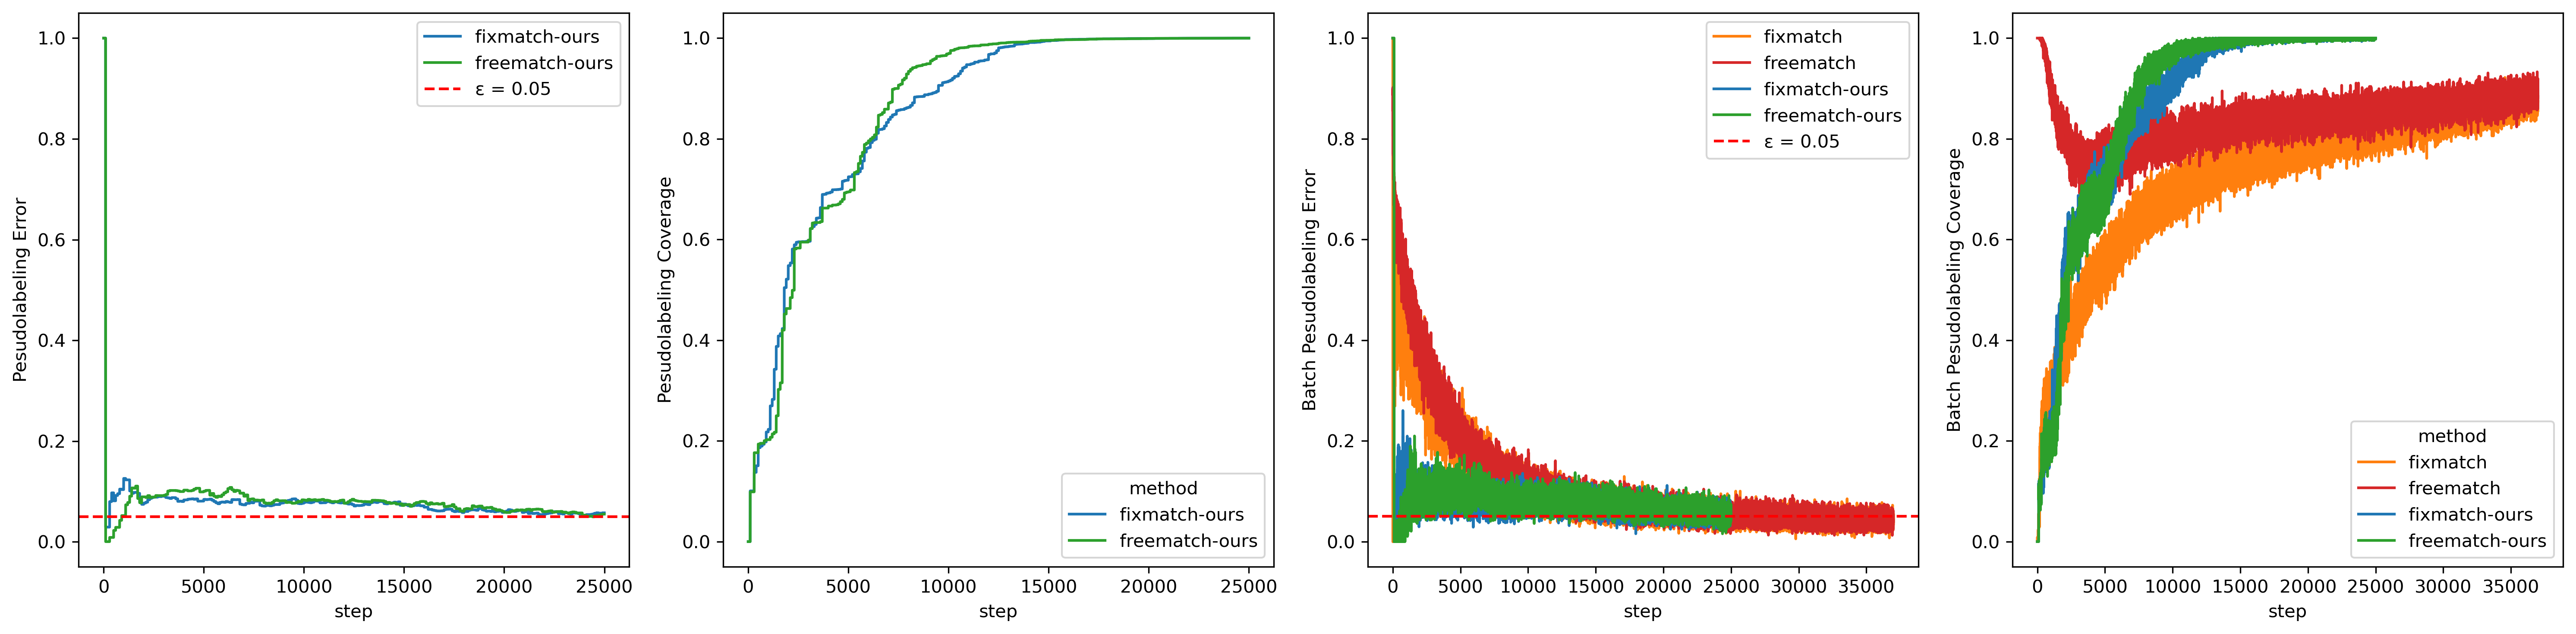 Pesudolabeling Error
1.0
0.8
0.6
0.4
0.2
0.0
0 5000 10000 15000 20000 25000
step
fixmatch-ours
freematch-ours
ε = 0.05
Pesudolabeling Coverage
1.0
0.8
0.6
0.4
0.2
0.0
0 5000 10000 15000 20000 25000
step
method
fixmatch-ours
freematch-ours
Batch Pesudolabeling Error
1.0
0.8
0.6
0.4
0.2
0.0
0 5000 10000 15000 20000 25000 30000 35000
step
fixmatch
freematch
fixmatch-ours
freematch-ours
ε = 0.05
Batch Pesudolabeling Coverage
1.0
0.8
0.6
0.4
0.2
0.0
0 5000 10000 15000 20000 25000 30000 35000
step
method
fixmatch
freematch
fixmatch-ours
freematch-ours